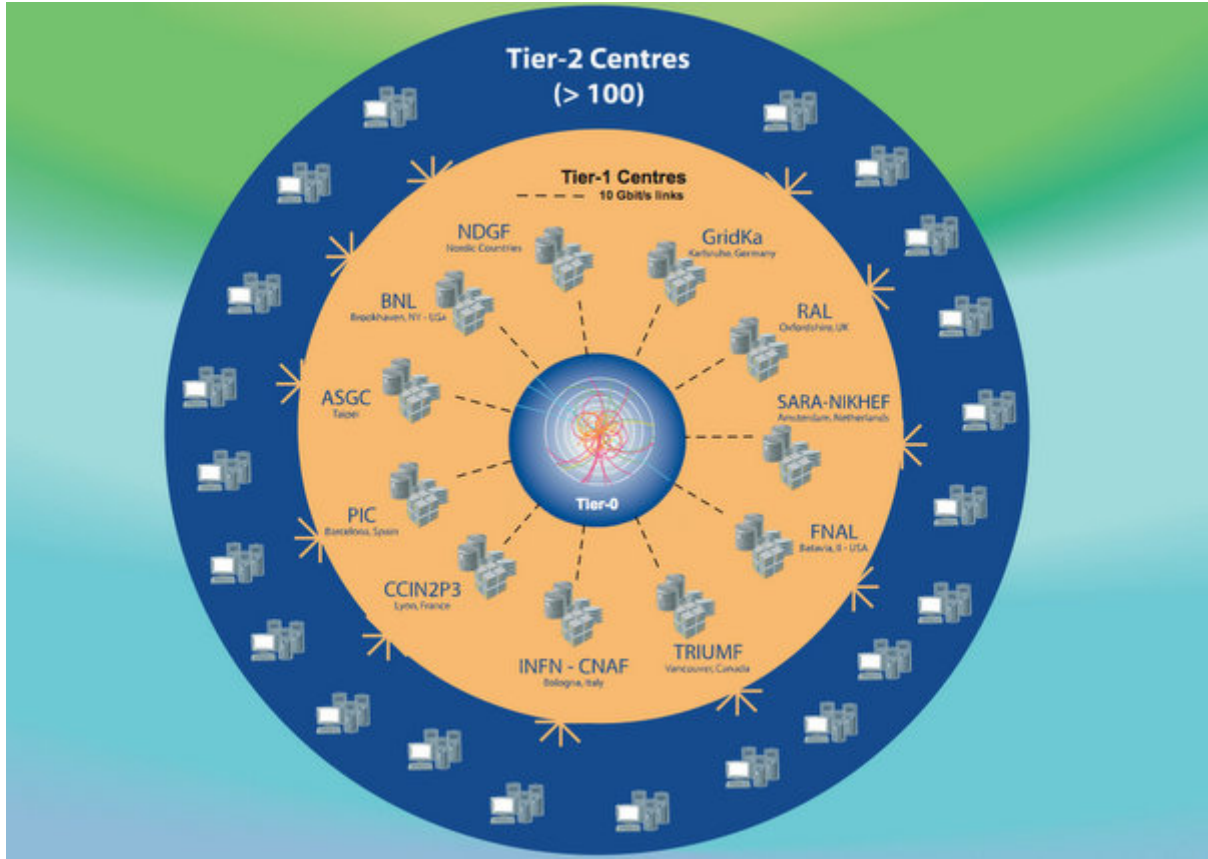 Tier-2 Centres
(> 100)
Tier-1 Centres
10 Gbit/s links
NDGF
Nordic Countries
GridKa
Karlsruhe, Germany
BNL
Brookhaven, NY - USA
RAL
Oxfordshire, UK
ASGC
Taipei
SARA-NIKHEF
Amsterdam, Netherlands
Tier-0
PIC
Barcelona, Spain
FNAL
Batavia, Il - USA
CCIN2P3
Lyon, France
TRIUMF
Vancouver, Canada
INFN - CNAF
Bologna, Italy